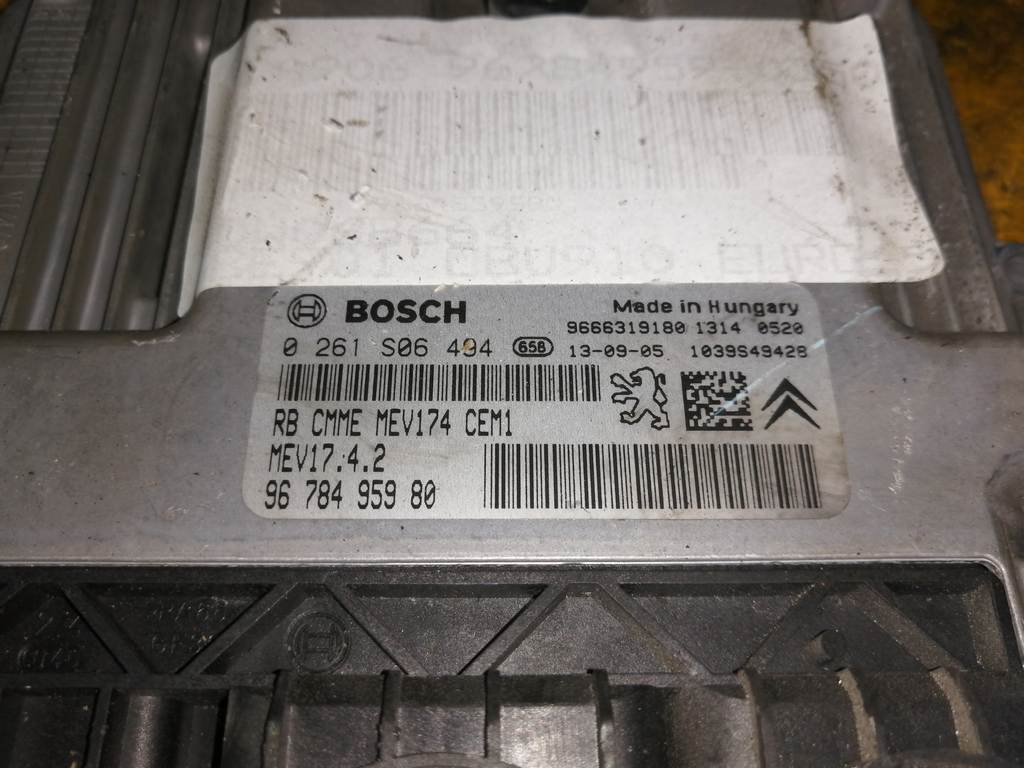 BOSCH
Made in Hungary
9666319180 1314 0520
0 261 S06 494 658 13-09-05 1039S49428
RB CMME MEV174 CEM1
MEV17.4.2
96 784 959 80